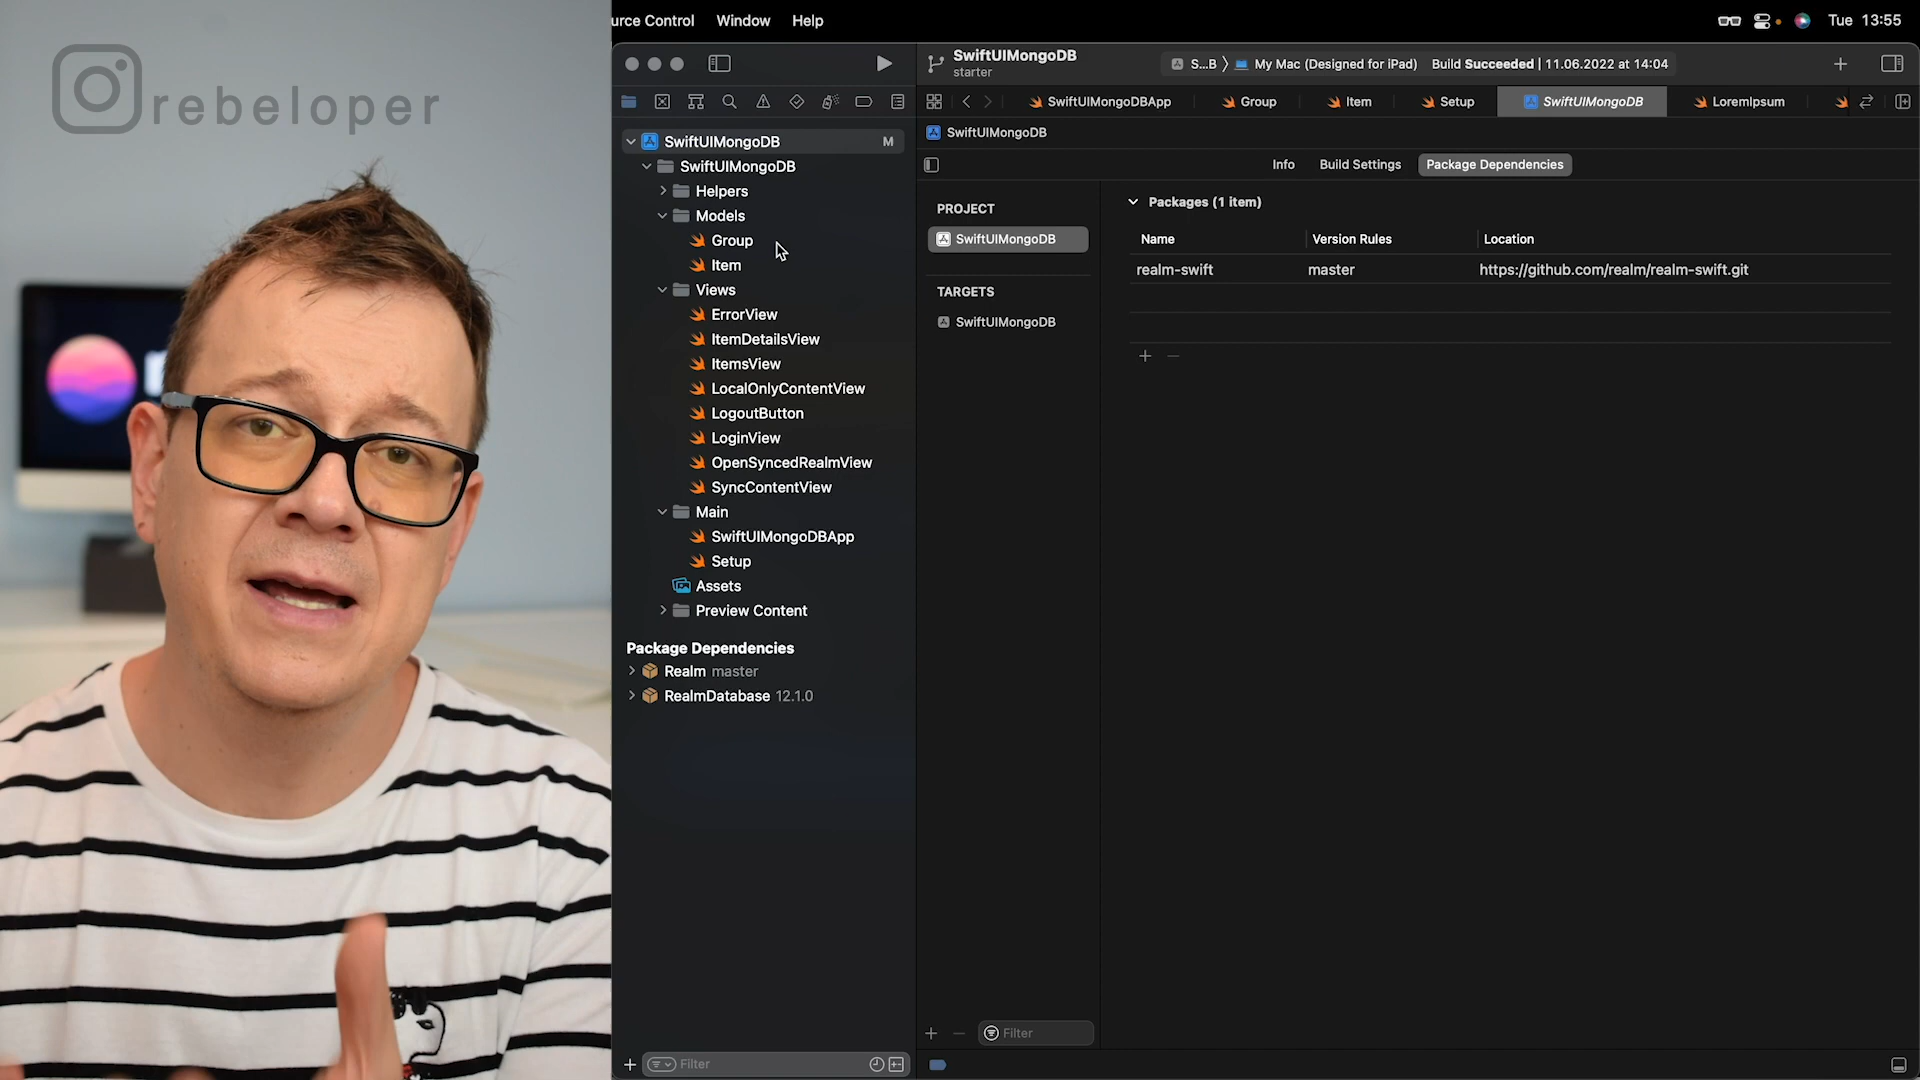 rebeloper
urce Control Window Help
Tue 13:55
SwiftUIMongoDB
starter
S...B 〉 My Mac (Designed for iPad) Build Succeeded | 11.06.2022 at 14:04
SwiftUIMongoDBApp Group Item Setup SwiftUIMongoDB LoremIpsum
SwiftUIMongoDB M
SwiftUIMongoDB
Helpers
Models
Group
Item
Views
ErrorView
ItemDetailsView
ItemsView
LocalOnlyContentView
LogoutButton
LoginView
OpenSyncedRealmView
SyncContentView
Main
SwiftUIMongoDBApp
Setup
Assets
Preview Content
Package Dependencies
Realm master
RealmDatabase 12.1.0
Filter
SwiftUIMongoDB
Info Build Settings Package Dependencies
PROJECT
SwiftUIMongoDB
TARGETS
SwiftUIMongoDB
Filter
Packages (1 item)
Name Version Rules Location
realm-swift master https://github.com/realm/realm-swift.git